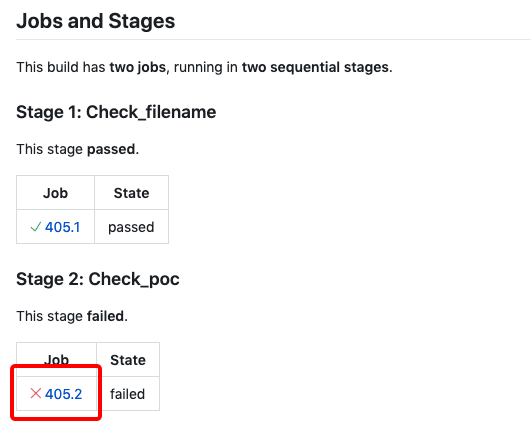 Jobs and Stages
This build has two jobs, running in two sequential stages.
Stage 1: Check_filename
This stage passed.
Job State
405.1 passed
Stage 2: Check_poc
This stage failed.
Job State
405.2 failed